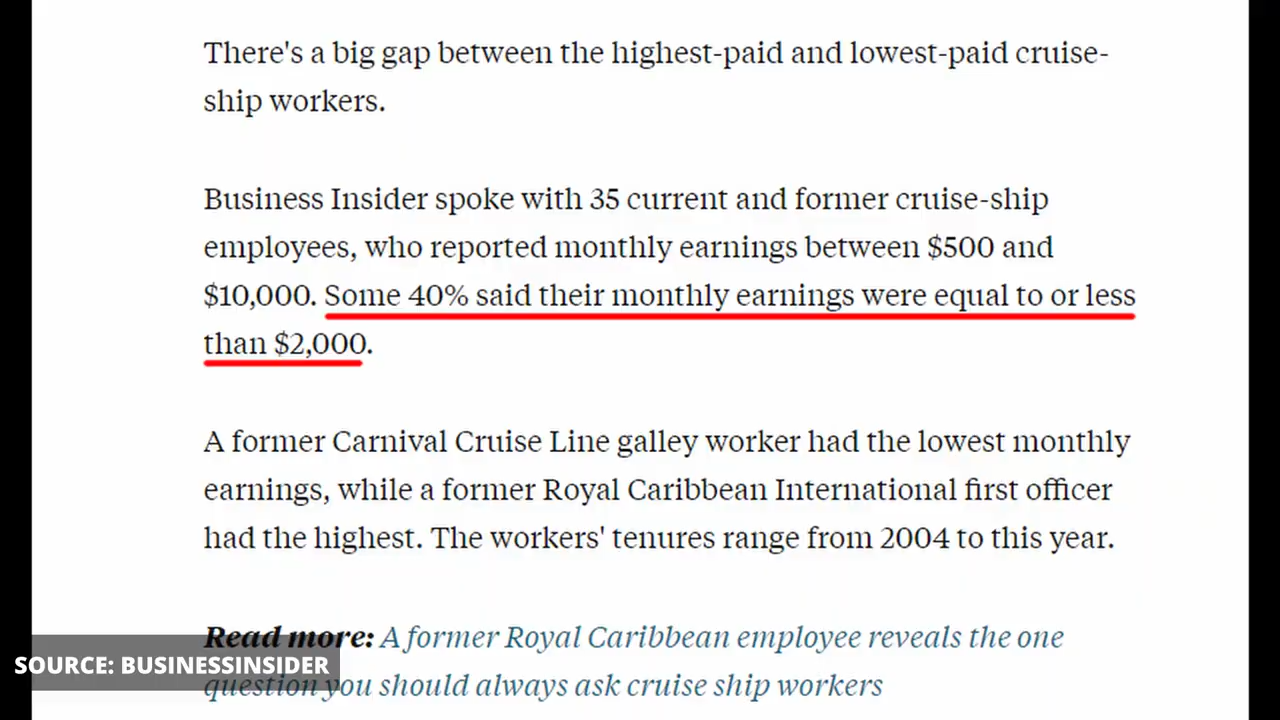 There's a big gap between the highest-paid and lowest-paid cruise-
ship workers.
Business Insider spoke with 35 current and former cruise-ship
employees, who reported monthly earnings between $500 and
$10,000. Some 40% said their monthly earnings were equal to or less
than $2,000.
A former Carnival Cruise Line galley worker had the lowest monthly
earnings, while a former Royal Caribbean International first officer
had the highest. The workers' tenures range from 2004 to this year.
Read more: A former Royal Caribbean employee reveals the one
question you should always ask cruise ship workers
SOURCE: BUSINESSINSIDER